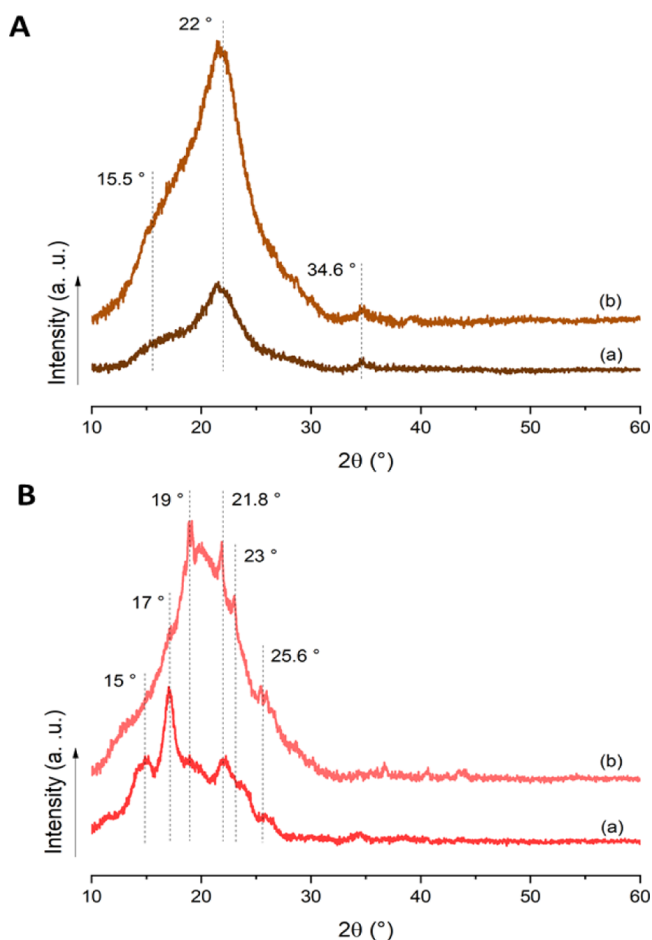 A
22 °
15.5 °
34.6 °
(b)
(a)
Intensity (a. .u.)
10 20 30 40 50 60
2θ (°)
B
19 ° 21.8 °
23 °
17 °
25.6 °
15 °
(b)
(a)
Intensity (a. .u.)
10 20 30 40 50 60
2θ (°)